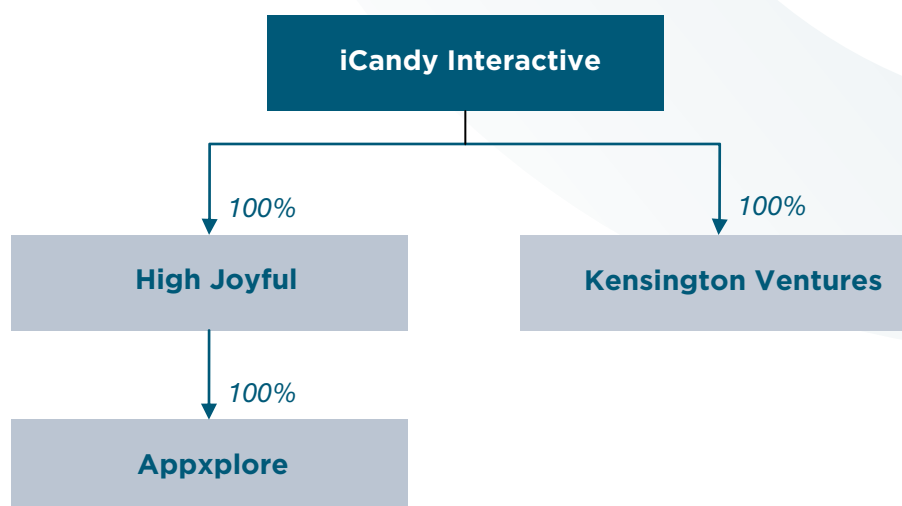 iCandy Interactive
100%
100%
High Joyful
Kensington Ventures
100%
Appxplore